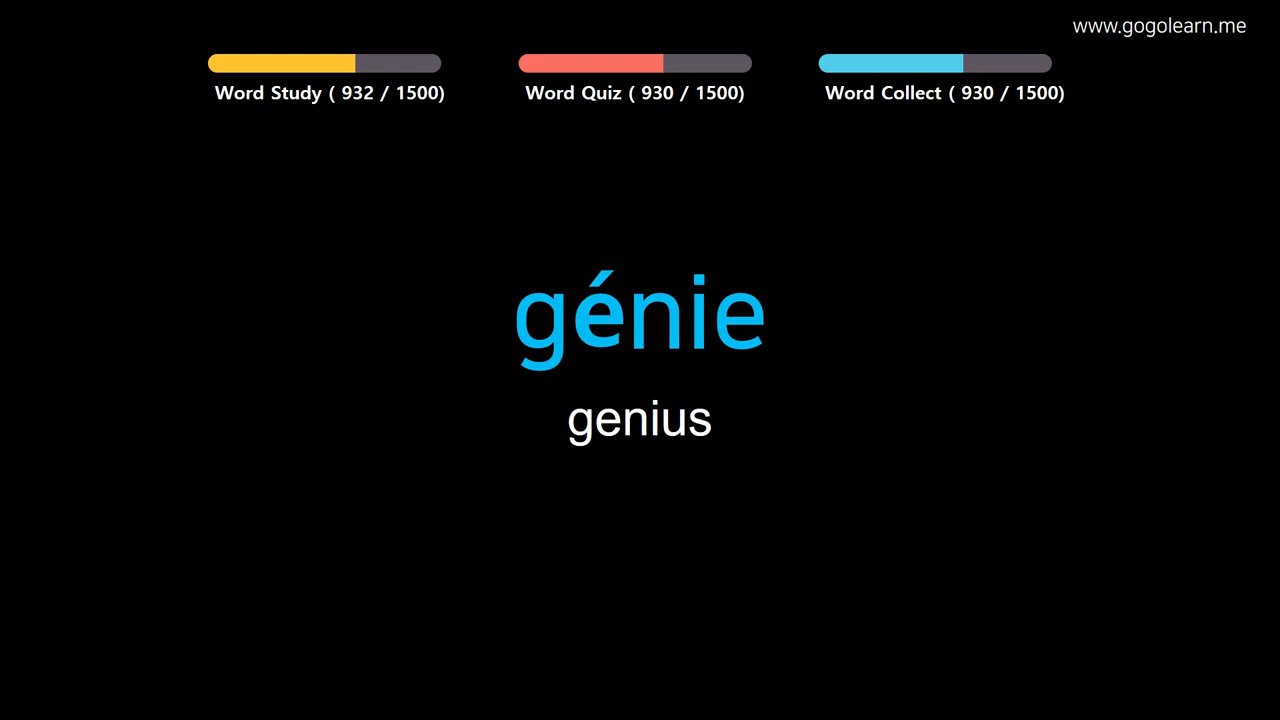 www.gogolearn.me
Word Study ( 932 / 1500)
Word Quiz ( 930 / 1500)
Word Collect ( 930 / 1500)
génie
genius